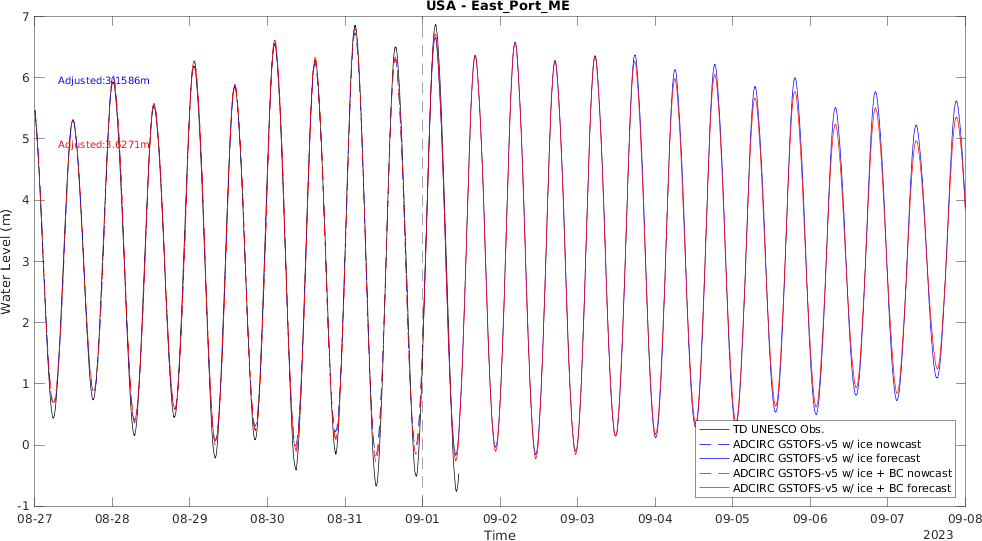 USA - East_Port_ME
Water Level (m)
7
6
5
4
3
2
1
0
-1
Adjusted:3.1586m
Adjusted:3.6271m
TD UNESCO Obs.
ADCIRC GSTOFS-v5 w/ ice nowcast
ADCIRC GSTOFS-v5 w/ ice forecast
ADCIRC GSTOFS-v5 w/ ice + BC nowcast
ADCIRC GSTOFS-v5 w/ ice + BC forecast
08-27 08-28 08-29 08-30 08-31 09-01 09-02 09-03 09-04 09-05 09-06 09-07 09-08
Time
2023